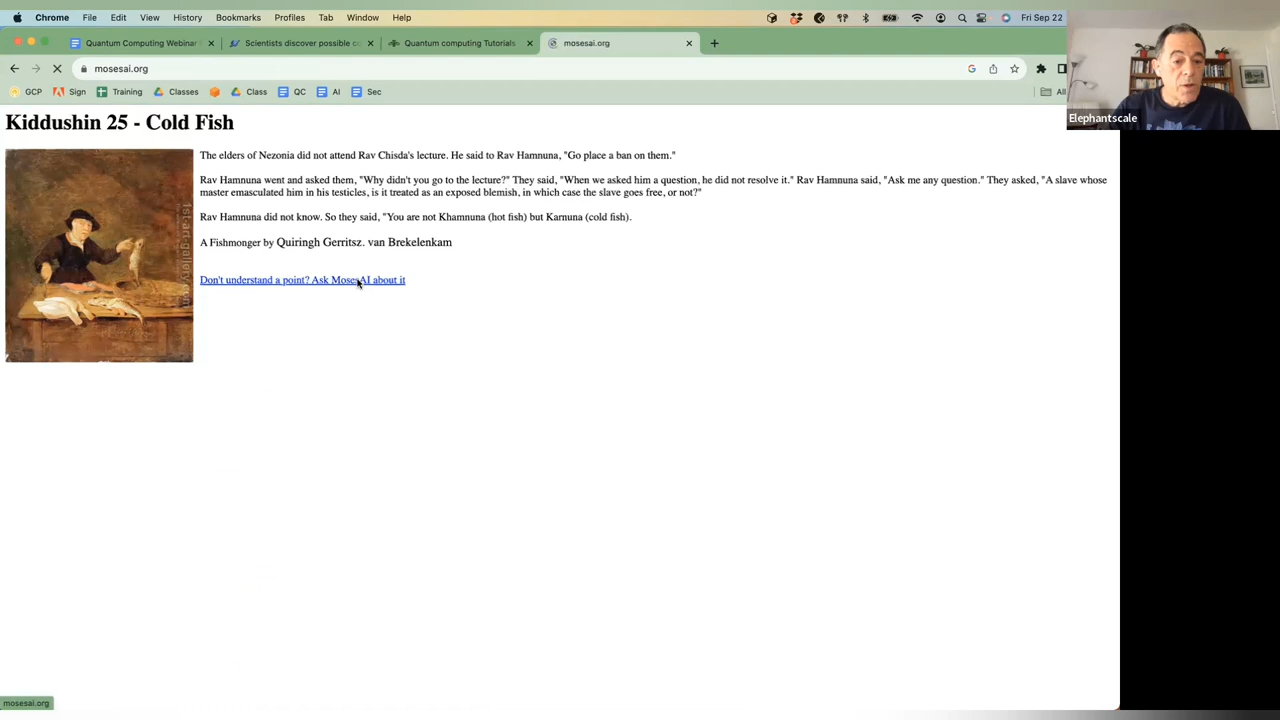 Chrome File Edit View History Bookmarks Profiles Tab Window Help Fri Sep 22
Quantum Computing Webinar Scientists discover possible co Quantum computing Tutorials mosesai.org
mosesai.org
GCP Sign Training Classes Class QC AI Sec All
Elephantscale
Kiddushin 25 - Cold Fish
The elders of Nezonia did not attend Rav Chisda's lecture. He said to Rav Hamnuna, "Go place a ban on them."
Rav Hamnuna went and asked them, "Why didn't you go to the lecture?" They said, "When we asked him a question, he did not resolve it." Rav Hamnuna said, "Ask me any question." They asked, "A slave whose
master emasculated him in his testicles, is it treated as an exposed blemish, in which case the slave goes free, or not?"
Rav Hamnuna did not know. So they said, "You are not Khamnuna (hot fish) but Karnuna (cold fish).
A Fishmonger by Quiringh Gerritsz. van Brekelenkam
Don't understand a point? Ask MosesAI about it
1st-art-gallery
mosesai.org